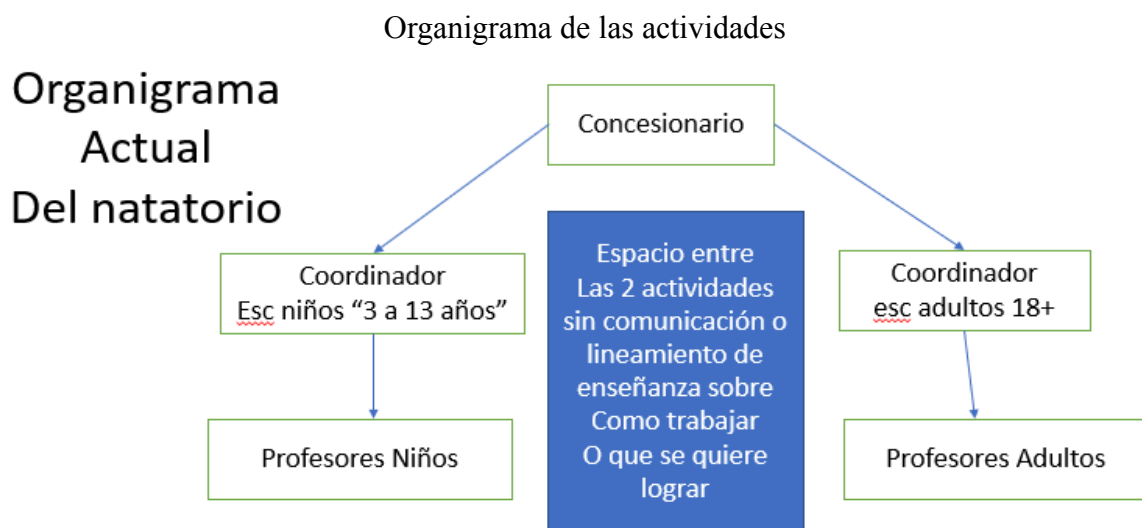 Organigrama de las actividades
Organigrama
Actual
Del natatorio
Concesionario
Coordinador
Esc niños “3 a 13 años”
Espacio entre
Las 2 actividades
sin comunicación o
lineamiento de
enseñanza sobre
Como trabajar
O que se quiere
lograr
Coordinador
esc adultos 18+
Profesores Niños
Profesores Adultos